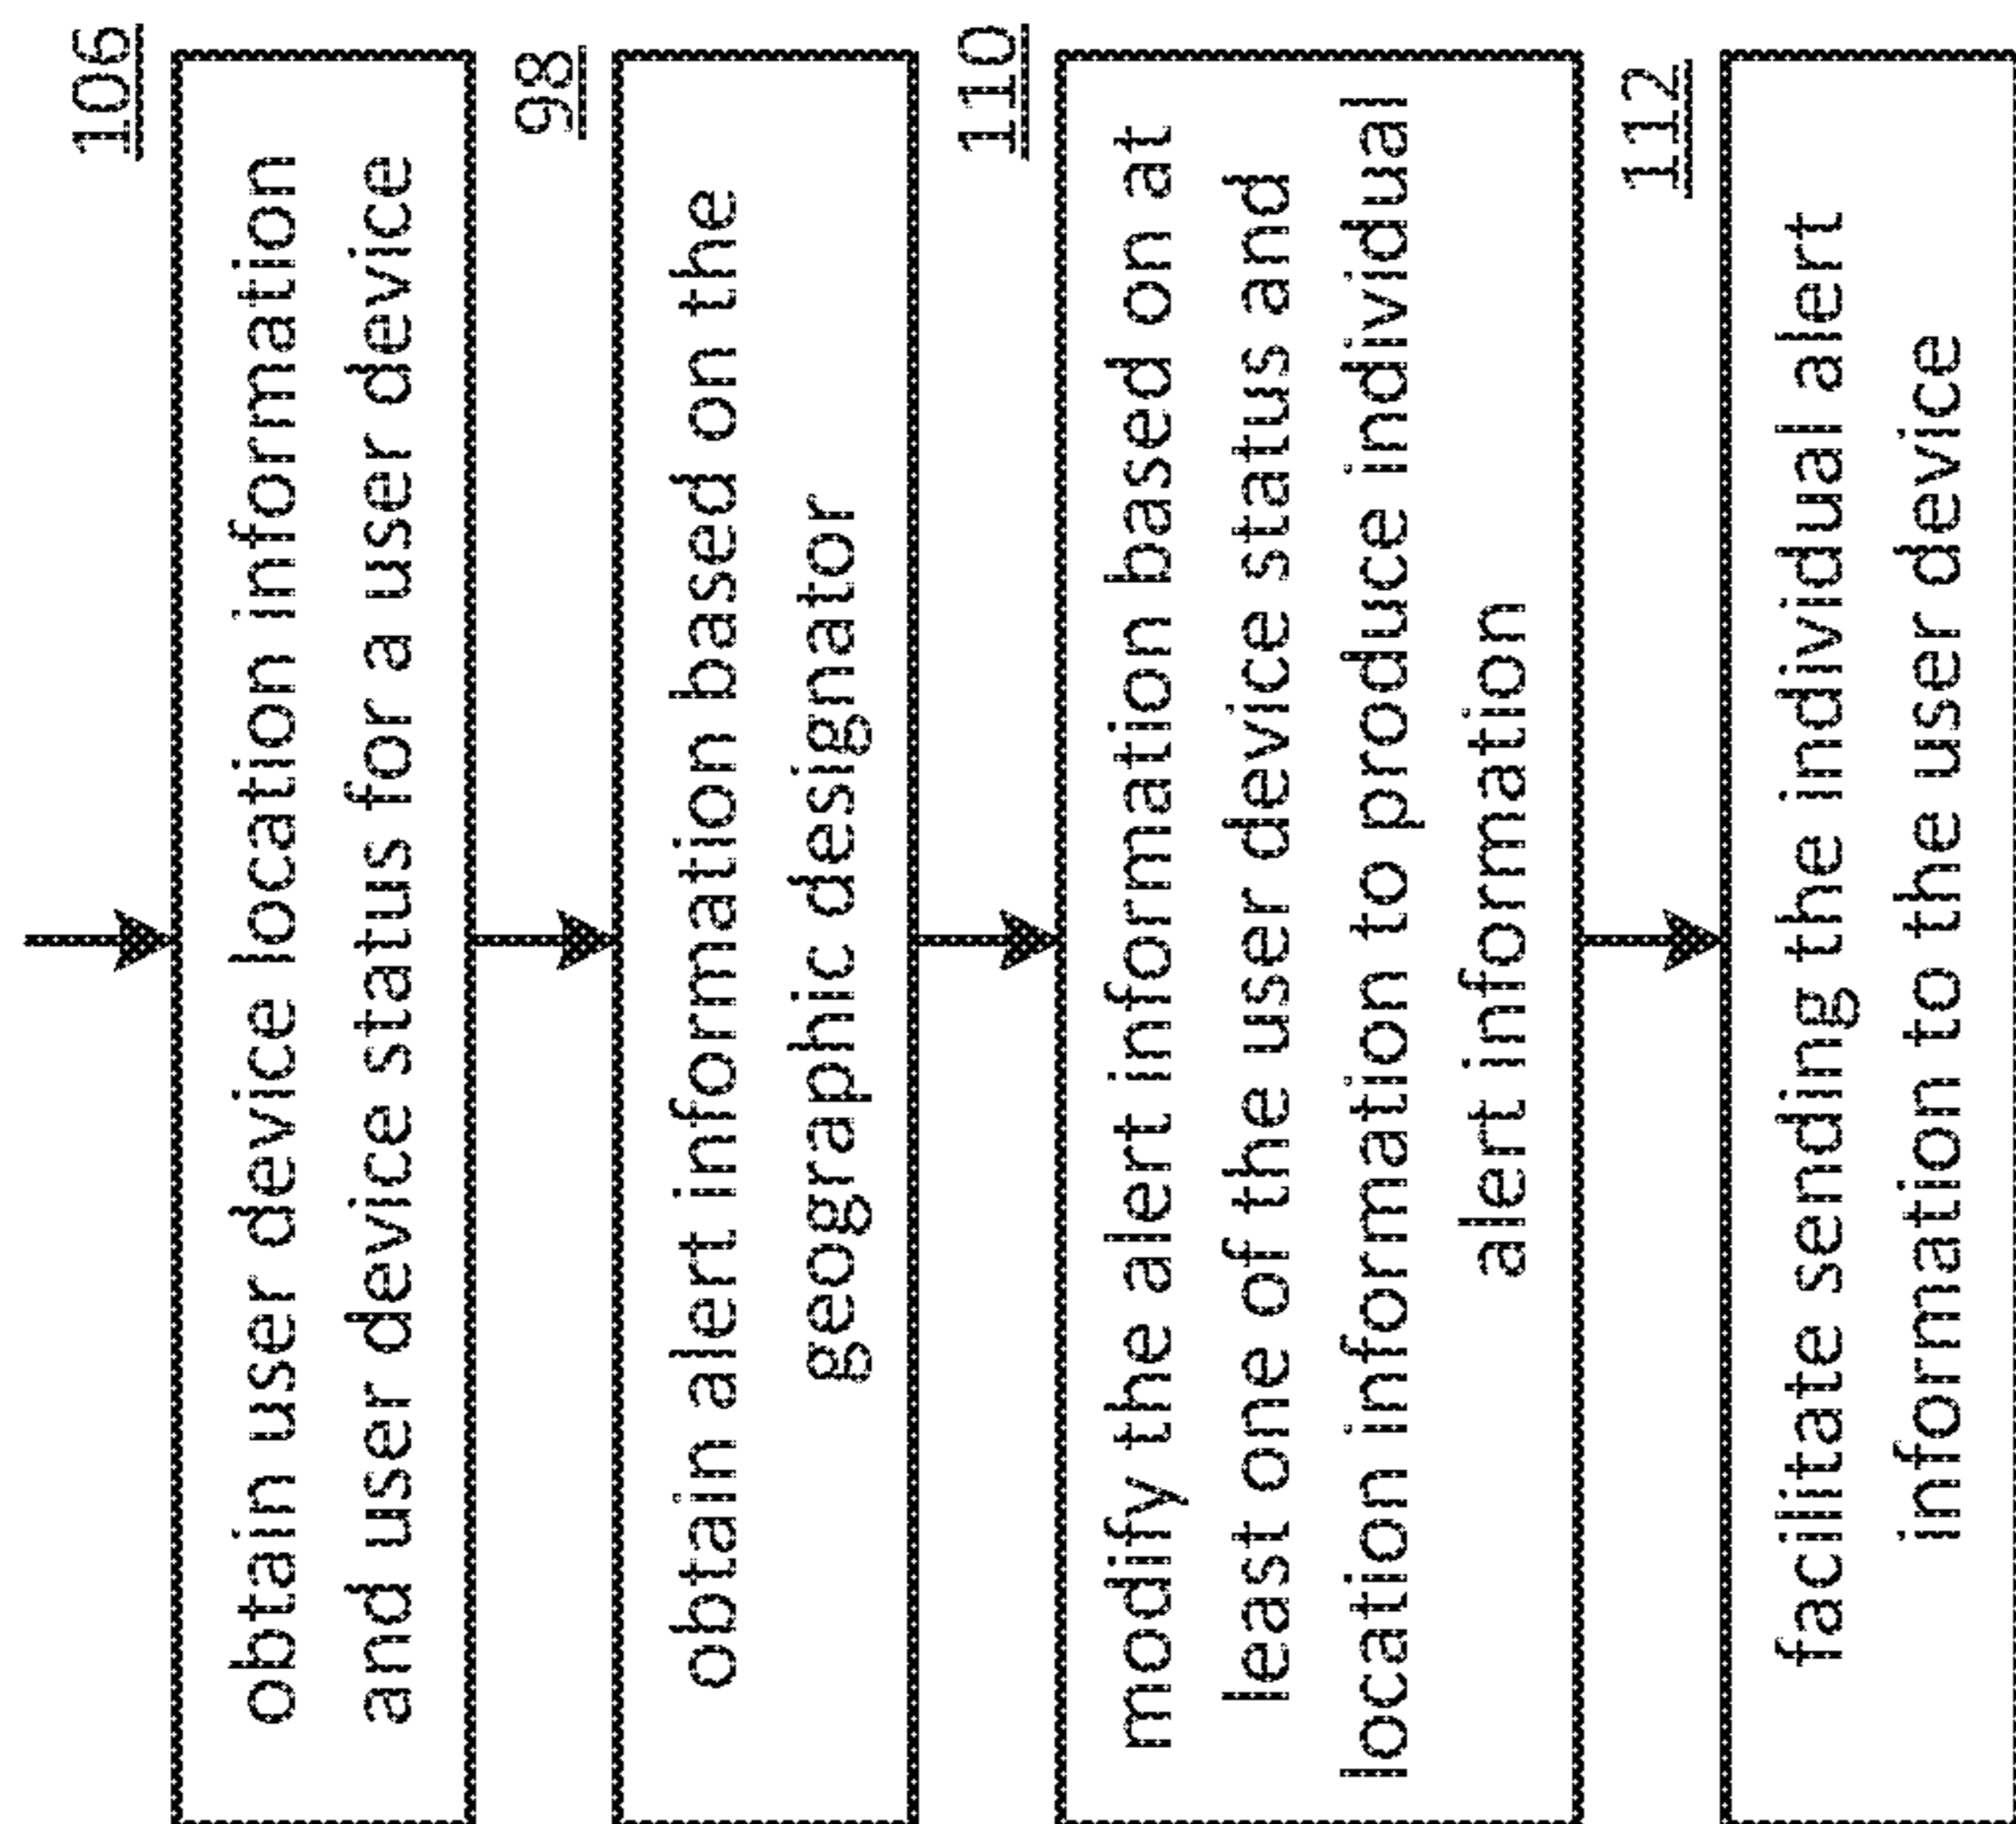 106
obtain user device location information
and user device status for a user device
98
obtain alert information based on the
geographic designator
110
modify the alert information based on at
least one of the user device status and
location information to produce individual
alert information
112
facilitate sending the individual alert
information to the user device